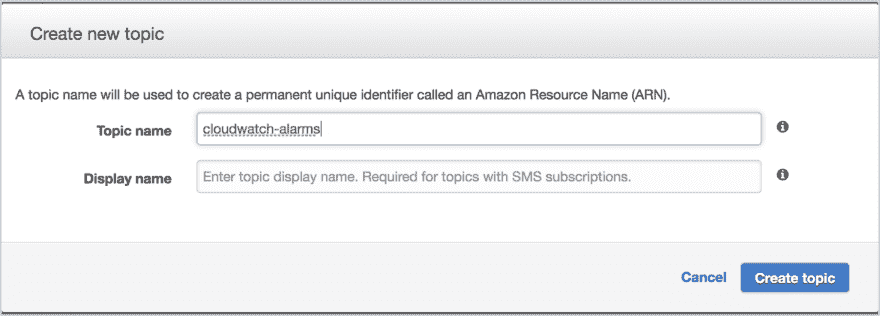 Create new topic
A topic name will be used to create a permanent unique identifier called an Amazon Resource Name (ARN).
Topic name cloudwatch-alarms
Display name Enter topic display name. Required for topics with SMS subscriptions.
Cancel Create topic